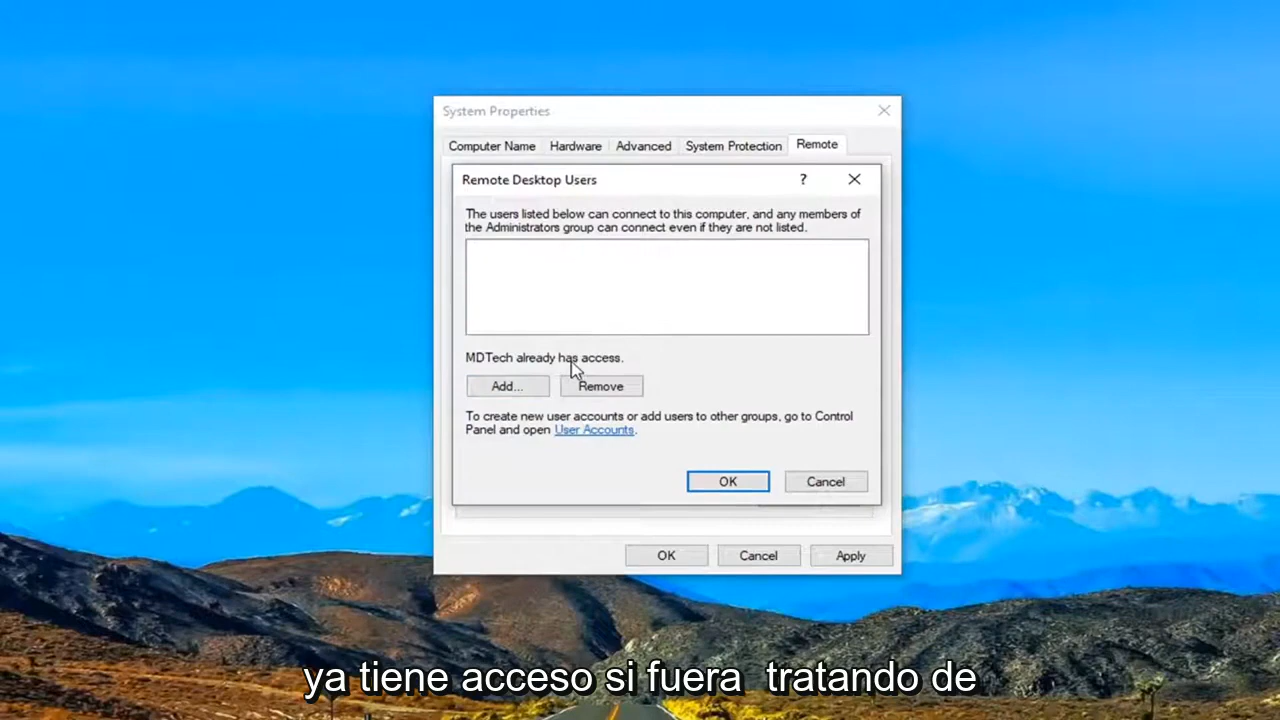 System Properties
Computer Name Hardware Advanced System Protection Remote
Remote Desktop Users ?
The users listed below can connect to this computer, and any members of
the Administrators group can connect even if they are not listed.
MDTech already has access.
Add... Remove
To create new user accounts or add users to other groups, go to Control
Panel and open User Accounts.
OK Cancel
OK Cancel Apply
ya tiene acceso si fuera tratando de